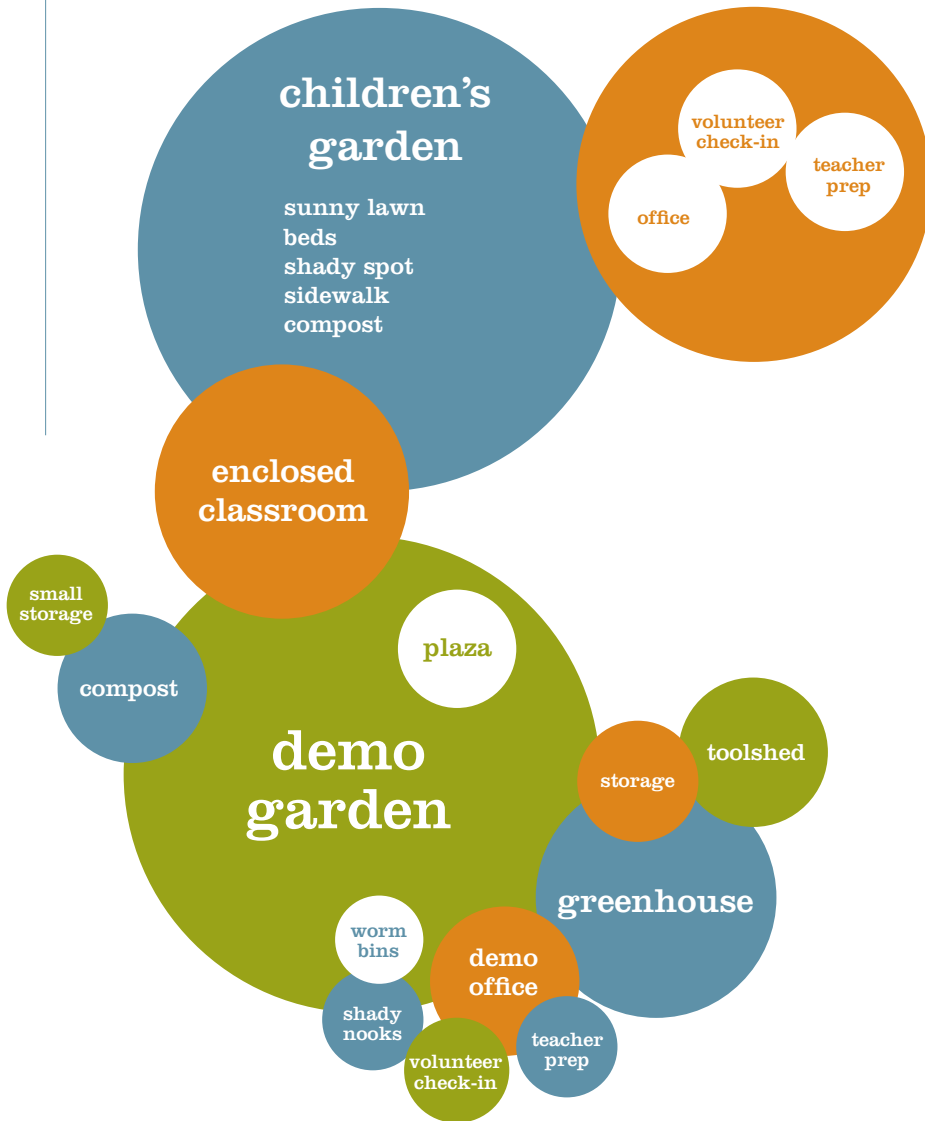 children's
garden
sunny lawn
beds
shady spot
sidewalk
compost
volunteer
check-in
teacher
prep
office
enclosed
classroom
small
storage
compost
plaza
demo
garden
storage
toolshed
greenhouse
worm
bins
demo
office
shady
nooks
volunteer
check-in
teacher
prep